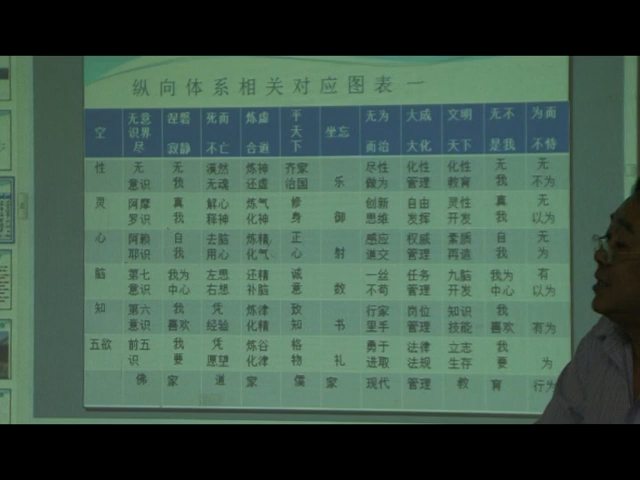 纵向体系相关对应图表一
空 无意识界尽 涅磐寂静 死而不亡 炼虚合道 平天下 坐忘 无为而治 大成大化 文明天下 无不是我 为而不恃
性 无意识 无我 漠然无魂 炼神还虚 齐家治国 乐 尽性做为 化性管理 化性教育 无我 无不为
灵 阿摩罗识 真我 解心释神 炼气化神 修身 御 创新思维 自由发挥 灵性开发 真我 无以为
心 阿赖耶识 自我 去脑用心 炼精化气 正心 射 感应道交 权威管理 素质再造 自我 无为
脑 第七意识 我为中心 左思右想 还精补脑 诚意 数 一丝不苟 任务管理 九脑开发 我为中心 有以为
知 第六意识 我喜欢 凭经验 炼津化精 致知 书 行家里手 岗位管理 知识技能 我喜欢 有为
五欲 前五识 我要 凭愿望 炼谷化津 格物 礼 勇于进取 法律法规 立志生存 我要 为
佛家 道家 儒家 现代管理 教育 行为